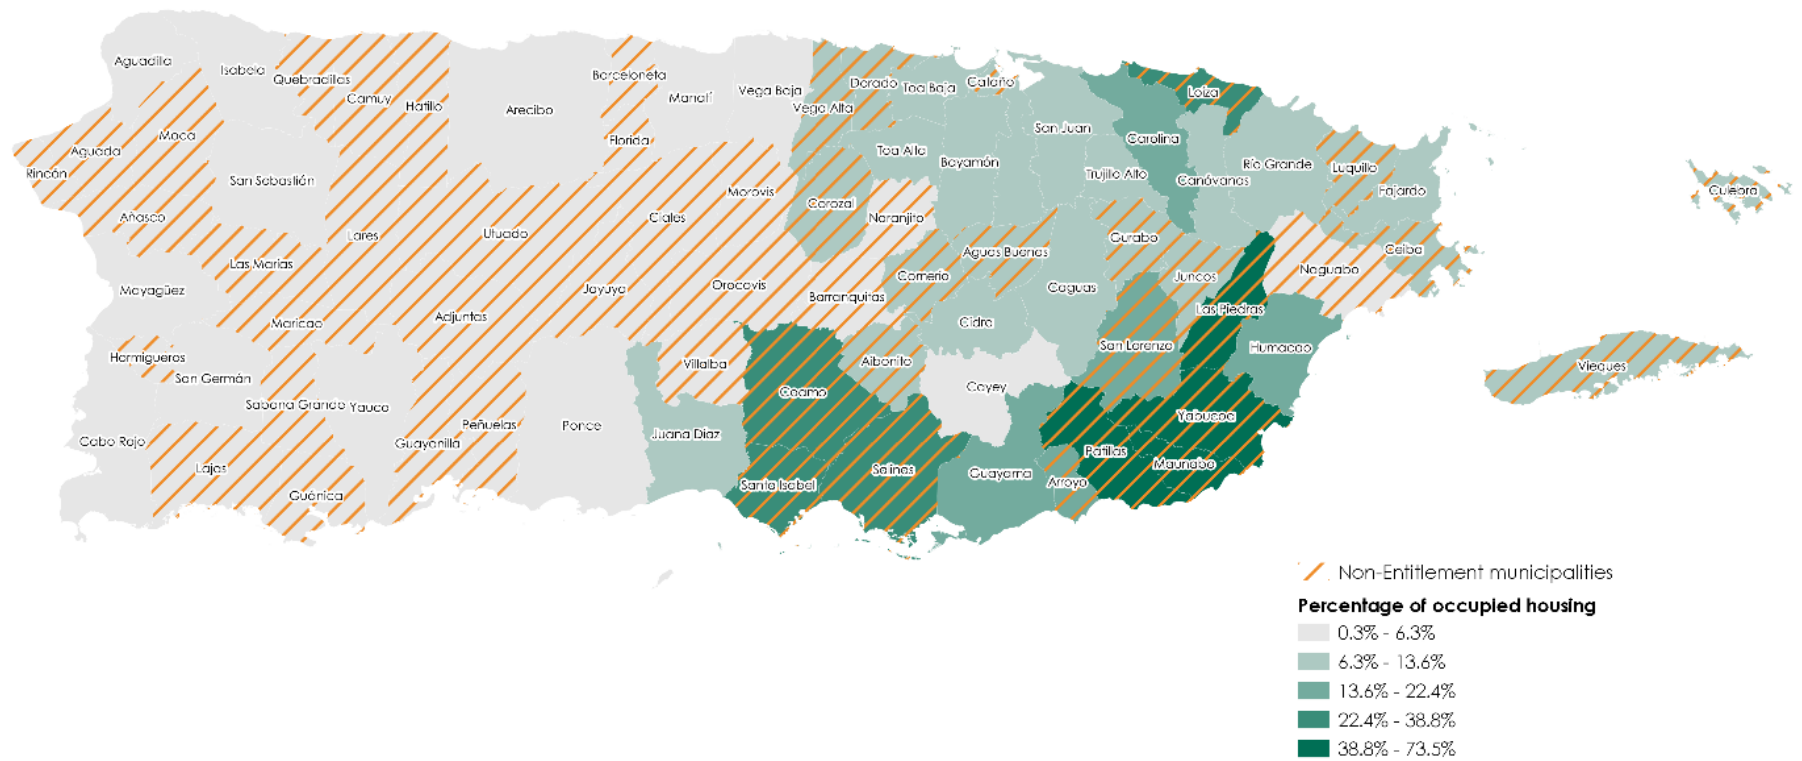 Aguadilla
Isabela
Quebradillas
Camuy
Hatillo
Arecibo
Barceloneta
Manatí
Vega Baja
Vega Alta
Dorado
Toa Baja
Cataño
Loíza
Moca
Aguada
Rincón
San Sebastián
Florida
Toa Alta
Bayamón
San Juan
Carolina
Trujillo Alto
Canóvanas
Río Grande
Luquillo
Fajardo
Culebra
Añasco
Lares
Utuado
Ciales
Morovis
Corozal
Naranjito
Las Marías
Mayagüez
Maricao
Adjuntas
Jayuya
Orocovis
Barranquitas
Comerío
Aguas Buenas
Gurabo
Caguas
Juncos
Naguabo
Ceiba
Las Piedras
Cidra
San Lorenzo
Humacao
Vieques
Hormigueros
San Germán
Sabana Grande
Yauco
Villalba
Coamo
Aibonito
Cayey
Cabo Rojo
Lajas
Guánica
Guayanilla
Peñuelas
Ponce
Juana Díaz
Santa Isabel
Salinas
Guayama
Arroyo
Patillas
Yabucoa
Maunabo
Non-Entitlement municipalities
Percentage of occupied housing
0.3% - 6.3%
6.3% - 13.6%
13.6% - 22.4%
22.4% - 38.8%
38.8% - 73.5%